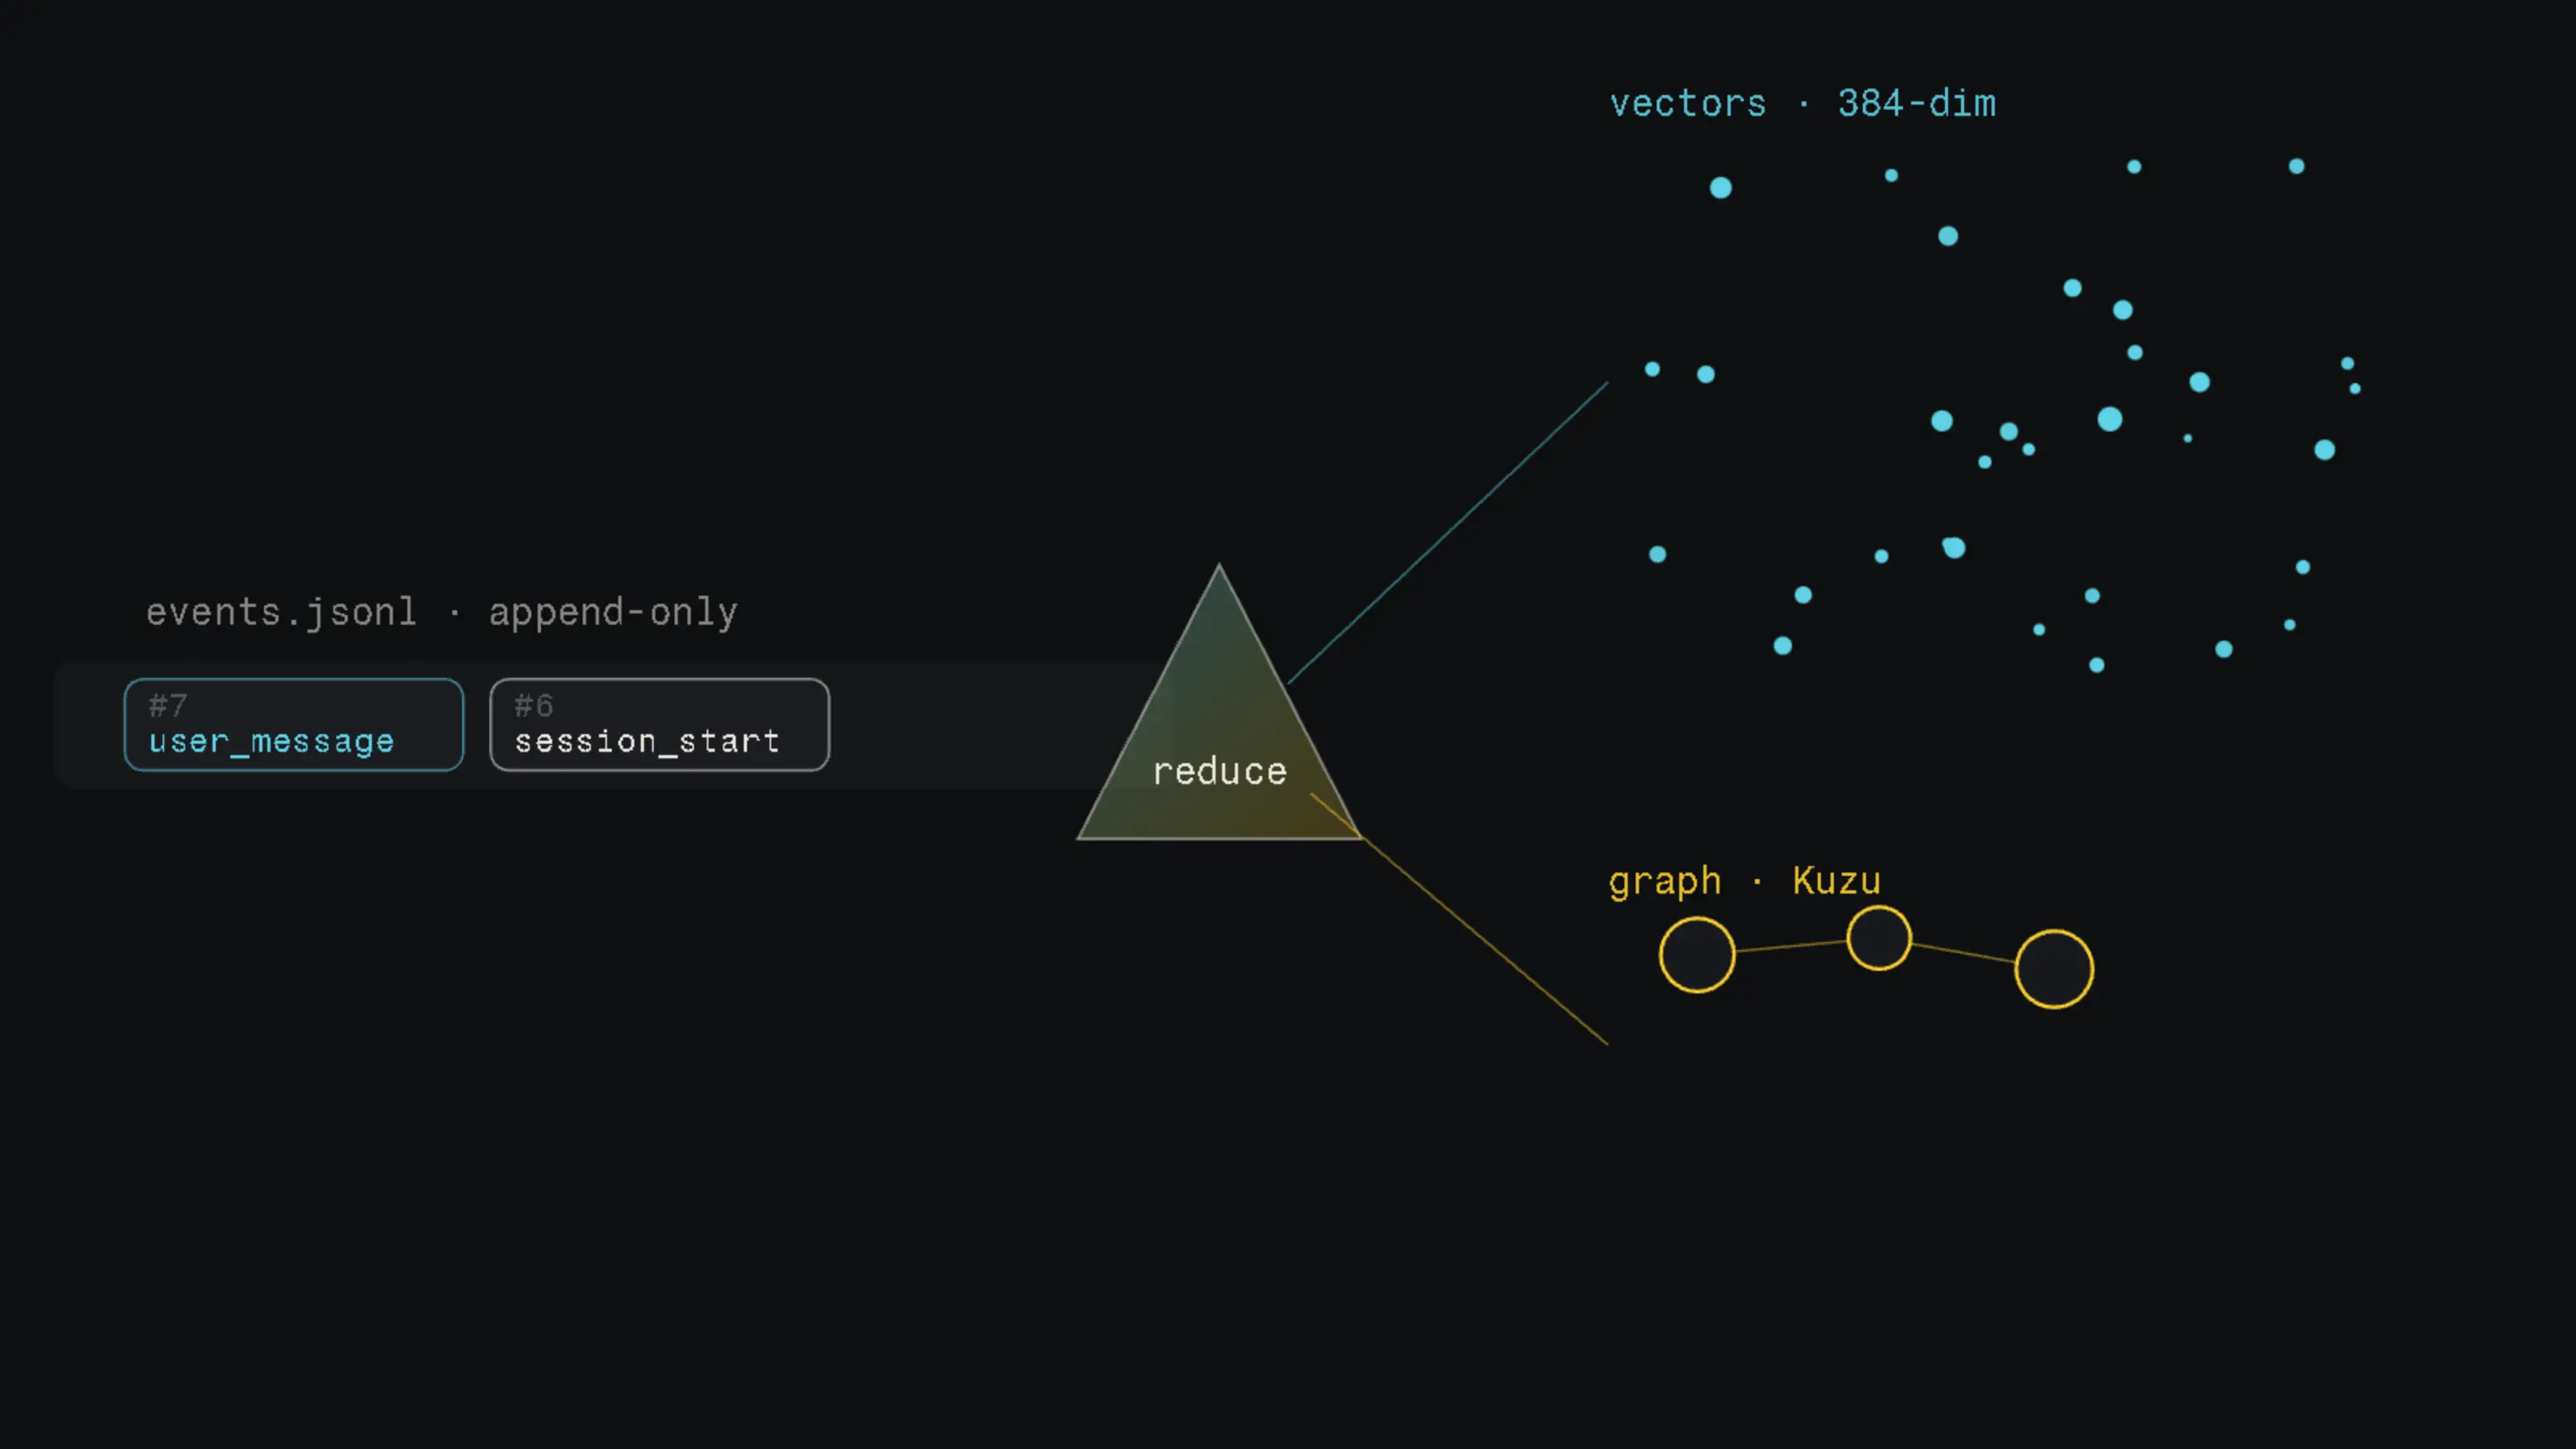 vectors · 384-dim
events.jsonl · append-only
#7
user_message
#6
session_start
reduce
graph · Kuzu